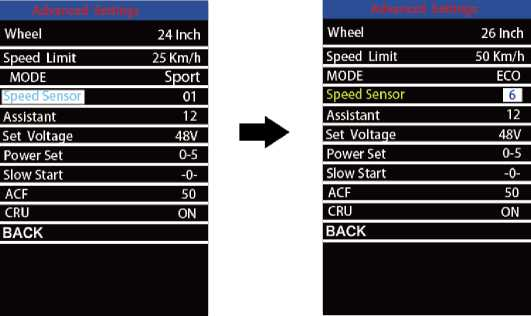 Advanced Settings
Wheel 24 Inch
Speed Limit 25 Km/h
MODE Sport
Speed Sensor 01
Assistant 12
Set Voltage 48V
Power Set 0-5
Slow Start -0-
ACF 50
CRU ON
BACK
Advanced Settings
Wheel 26 Inch
Speed Limit 50 Km/h
MODE ECO
Speed Sensor 6
Assistant 12
Set Voltage 48V
Power Set 0-5
Slow Start -0-
ACF 50
CRU ON
BACK